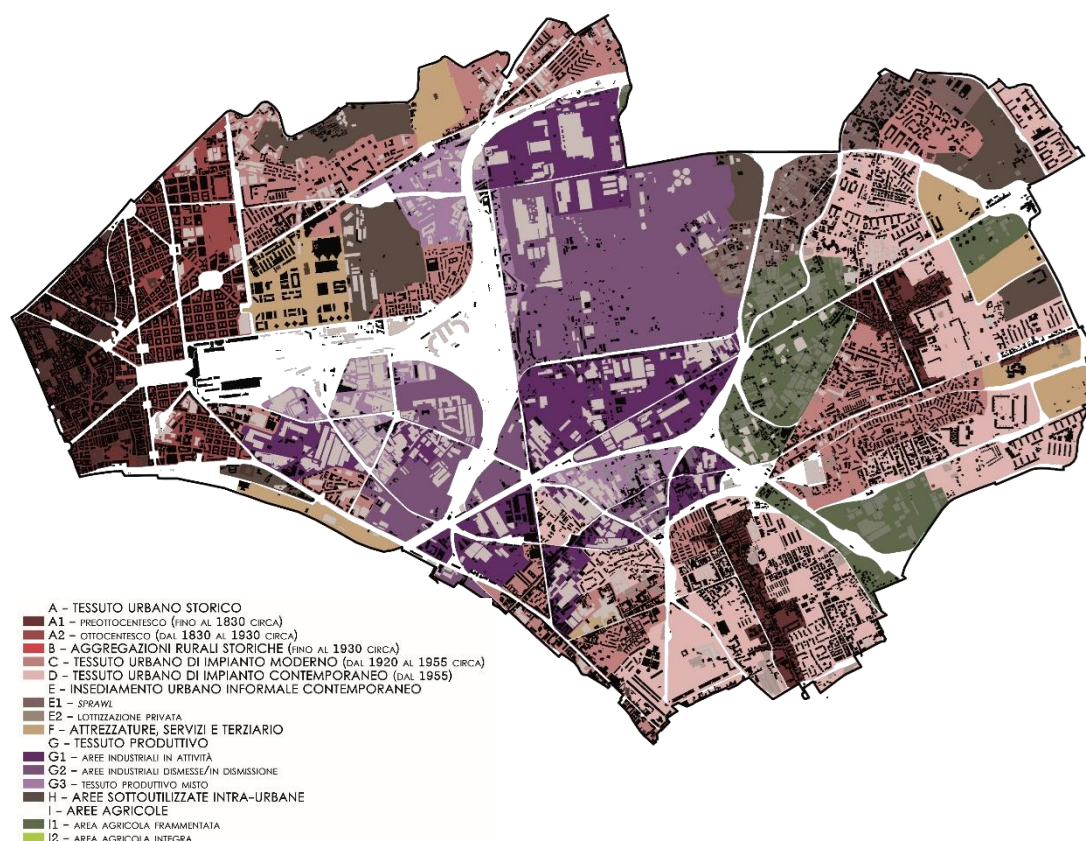 A – TESSUTO URBANO STORICO
A1 – PREOTTOCENTESCO (FINO AL 1830 CIRCA)
A2 – OTTOCENTESCO (DAL 1830 AL 1930 CIRCA)
B – AGGREGAZIONI RURALI STORICHE (FINO AL 1930 CIRCA)
C – TESSUTO URBANO DI IMPIANTO MODERNO (DAL 1920 AL 1955 CIRCA)
D – TESSUTO URBANO DI IMPIANTO CONTEMPORANEO (DAL 1955)
E – INSEDIAMENTO URBANO INFORMALE CONTEMPORANEO
E1 – SPRAWL
E2 – LOTTIZZAZIONE PRIVATA
F – ATTREZZATURE, SERVIZI E TERZIARIO
G – TESSUTO PRODUTTIVO
G1 – AREE INDUSTRIALI IN ATTIVITÀ
G2 – AREE INDUSTRIALI DISMESSE/IN DISMISSIONE
G3 – TESSUTO PRODUTTIVO MISTO
H – AREE SOTTOUTILIZZATE INTRA-URBANE
I – AREE AGRICOLE
I1 – AREA AGRICOLA FRAMMENTATA
I2 – AREA AGRICOLA INTEGRA